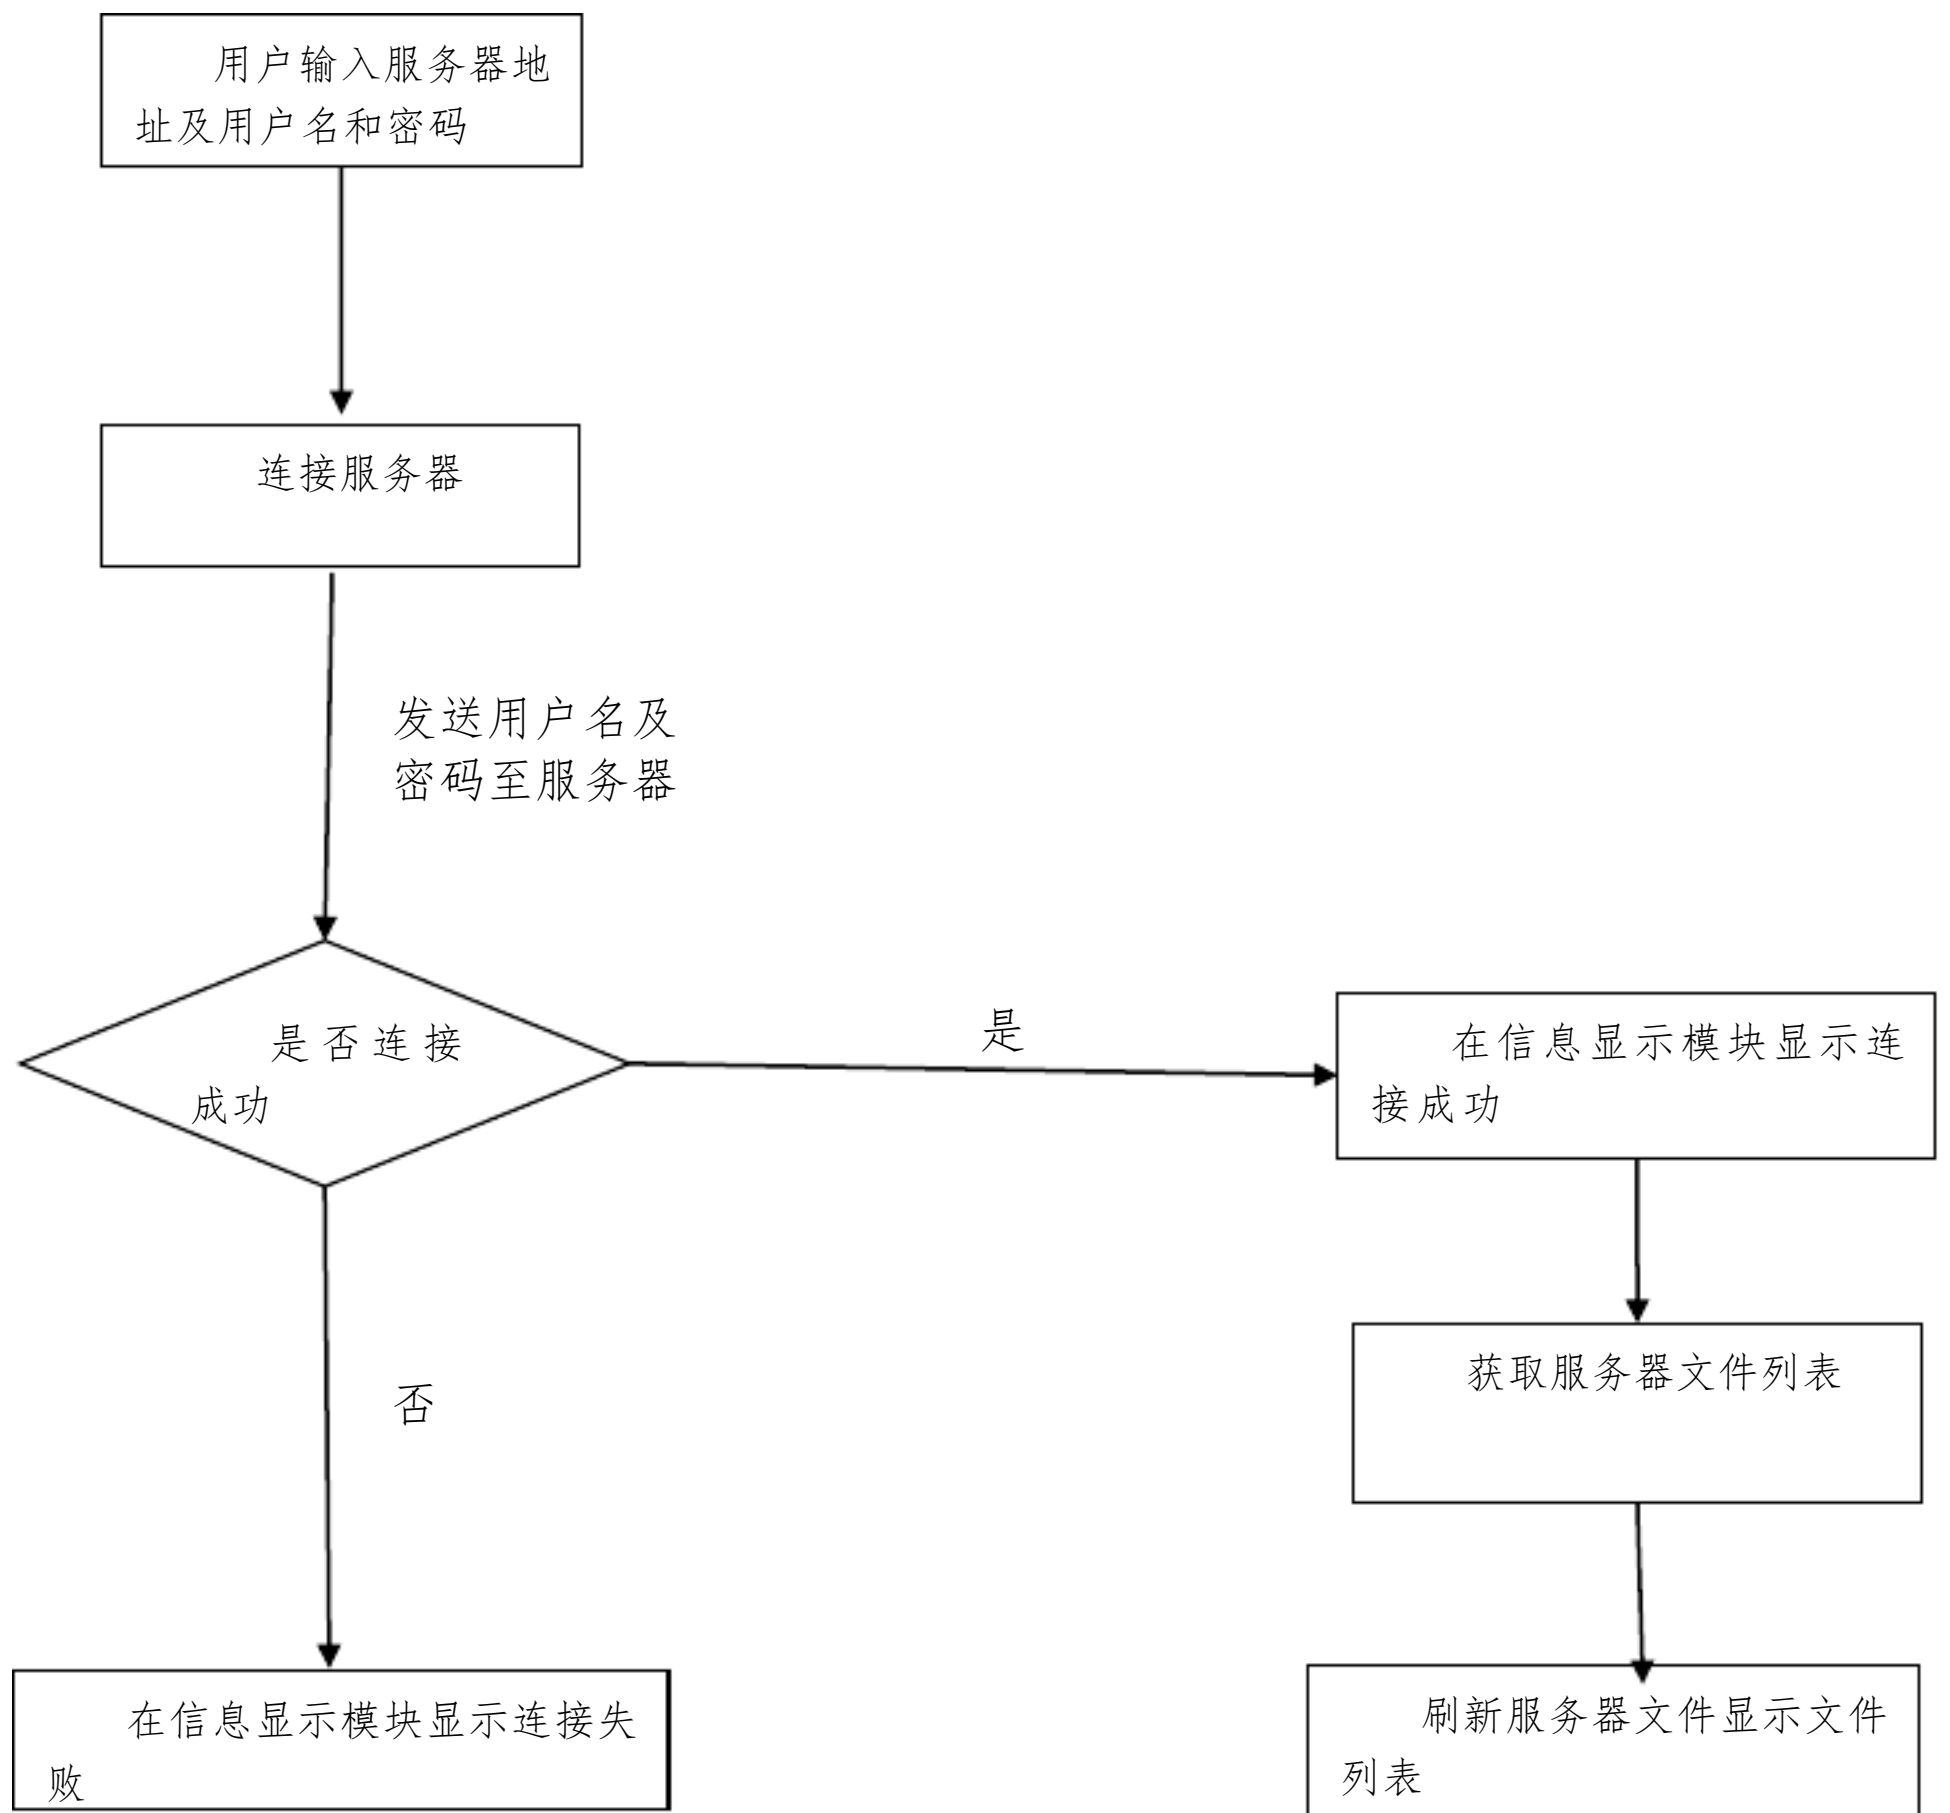 用户输入服务器地
址及用户名和密码
连接服务器
发送用户名及
密码至服务器
是否连接
成功
是
在信息显示模块显示连
接成功
获取服务器文件列表
否
在信息显示模块显示连接失
败
刷新服务器文件显示文件
列表